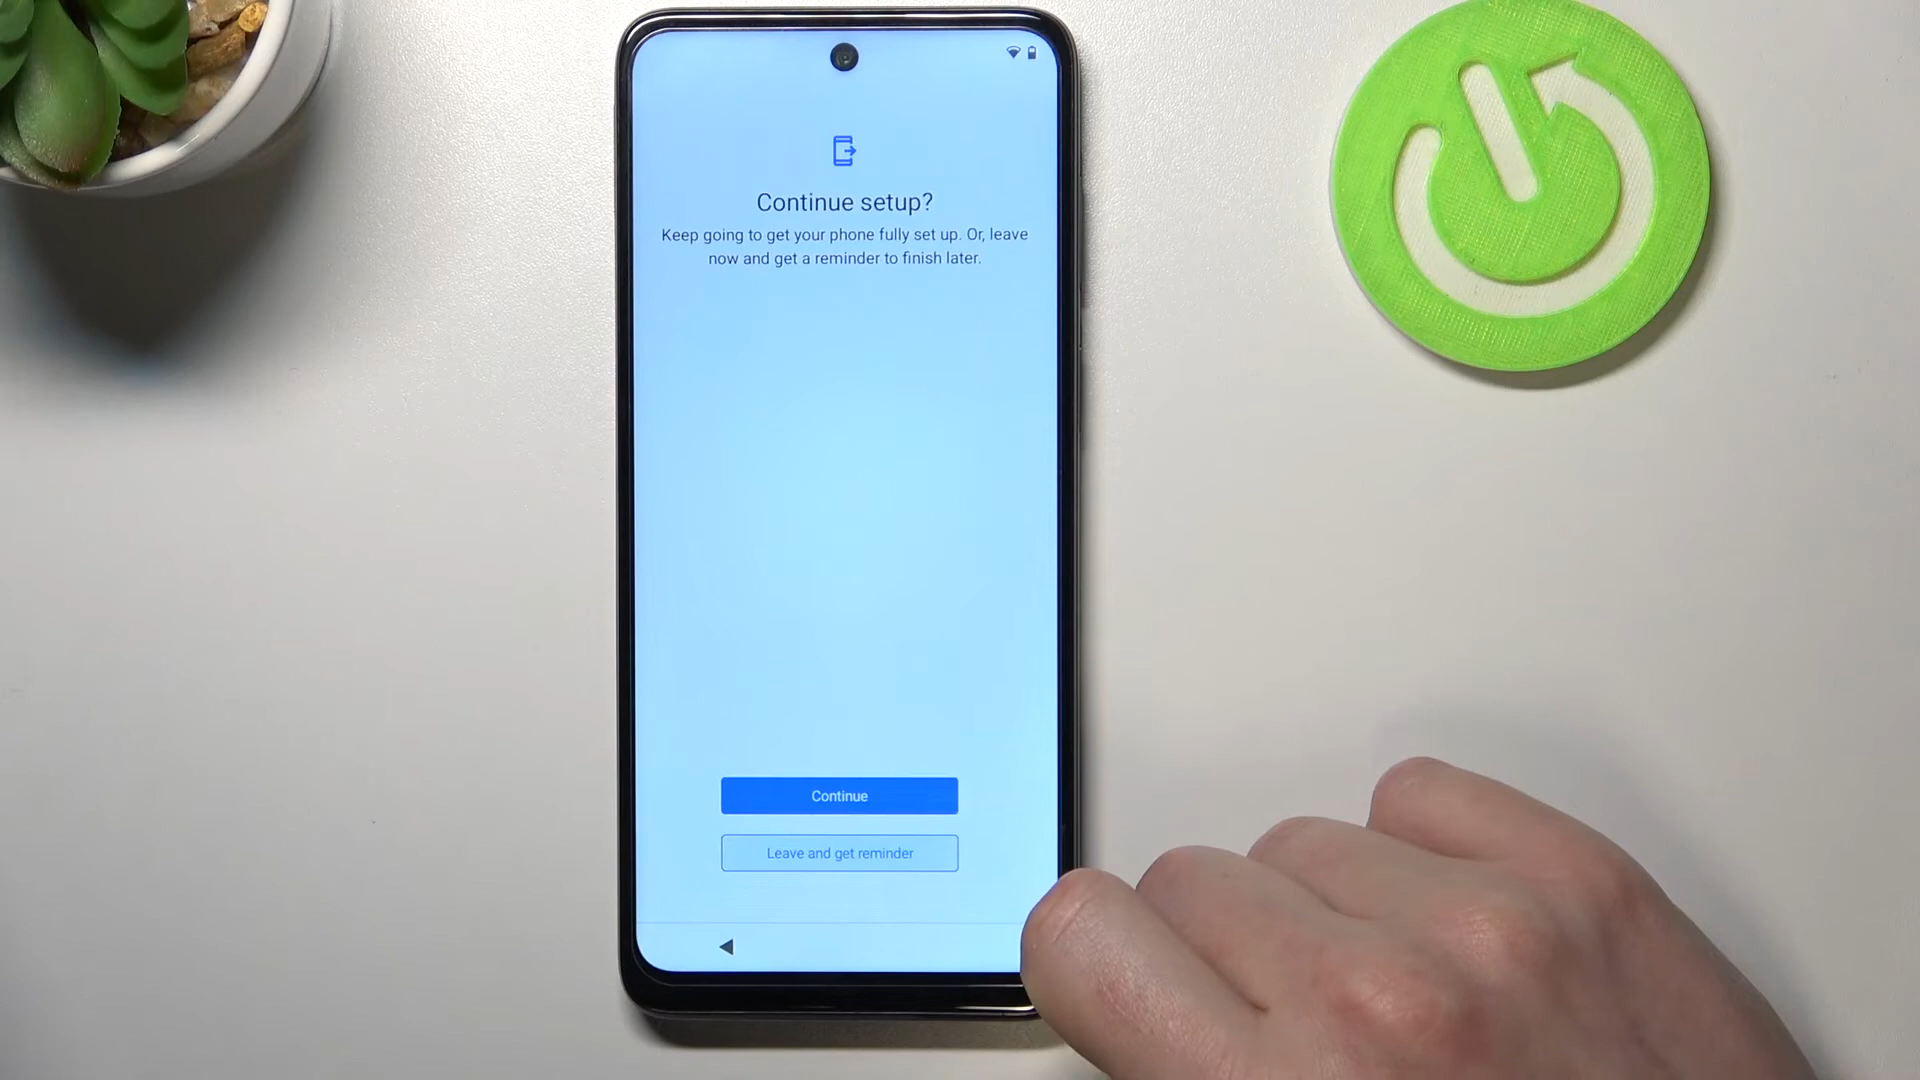 Continue setup?
Keep going to get your phone fully set up. Or, leave
now and get a reminder to finish later.
Continue
Leave and get reminder